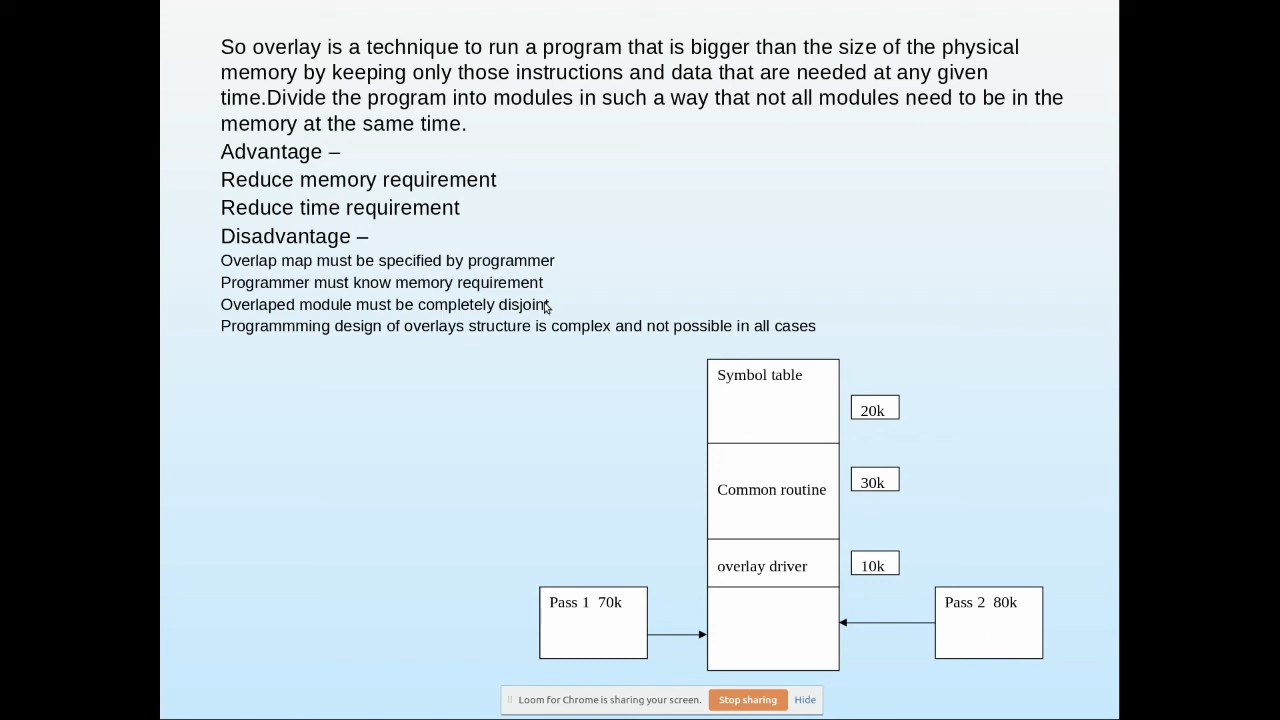 So overlay is a technique to run a program that is bigger than the size of the physical
memory by keeping only those instructions and data that are needed at any given
time.Divide the program into modules in such a way that not all modules need to be in the
memory at the same time.
Advantage –
Reduce memory requirement
Reduce time requirement
Disadvantage –
Overlap map must be specified by programmer
Programmer must know memory requirement
Overlaped module must be completely disjoint
Programmming design of overlays structure is complex and not possible in all cases
Symbol table
20k
30k
Common routine
overlay driver
10k
Pass 1 70k
Pass 2 80k
Loom for Chrome is sharing your screen.
Stop sharing
Hide